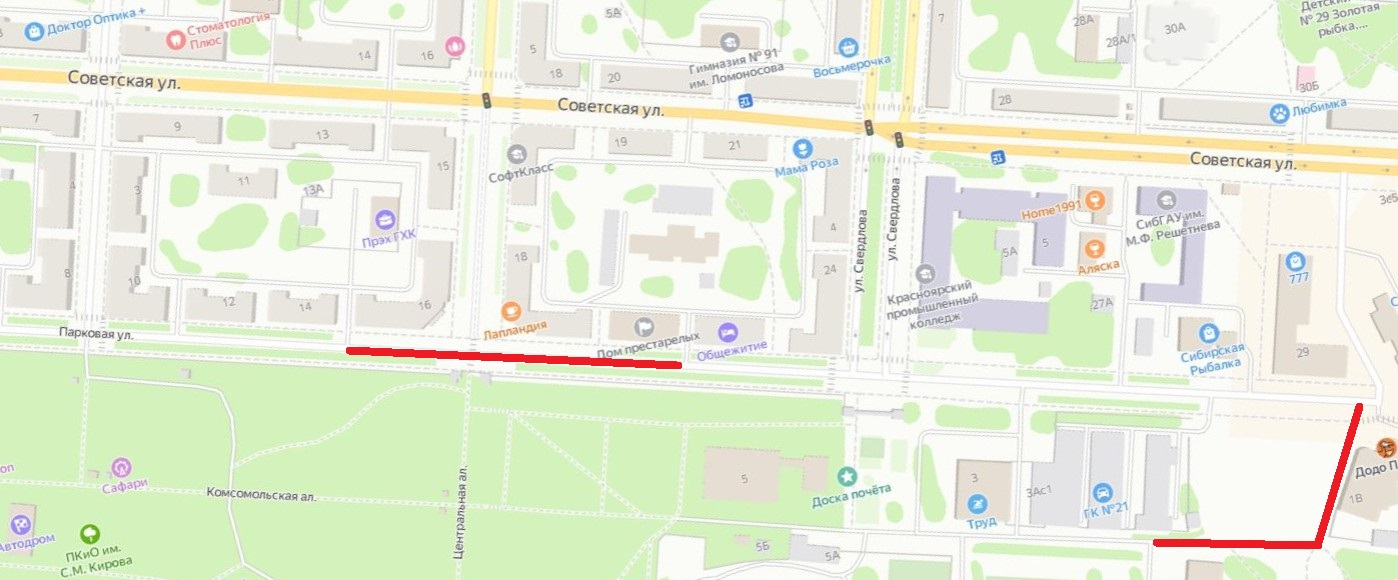 Доктор Оптика +
Стоматология
Плюс
14
16
5А
5
18
20
Гимназия № 91
им. Ломоносова
Восьмерочка
7
28А
28А/1
30А
Детский
№ 29 Золотая
рыбка,...
30Б
28
Любимка
Советская ул.
Советская ул.
Советская ул.
7
9
13
15
СофтКласс
19
21
Мама Роза
ул. Свердлова
ул. Свердлова
3
11
13А
Прэх ГХК
4
Home1991
5А
5
Аляска
СибГАУ им.
М.Ф. Решетнева
8
10
12
14
16
18
24
Лапландия
Дом престарелых
Общежитие
Красноярский
промышленный
колледж
27А
777
29
Сибирская
Рыбалка
Парковая ул.
Сафари
Комсомольская ал.
Центральная ал.
5
Доска почёта
3
Труд
3Ас1
ГК №21
Додо П
1В
Автодром
ПКиО им.
С.М. Кирова
5Б
5А